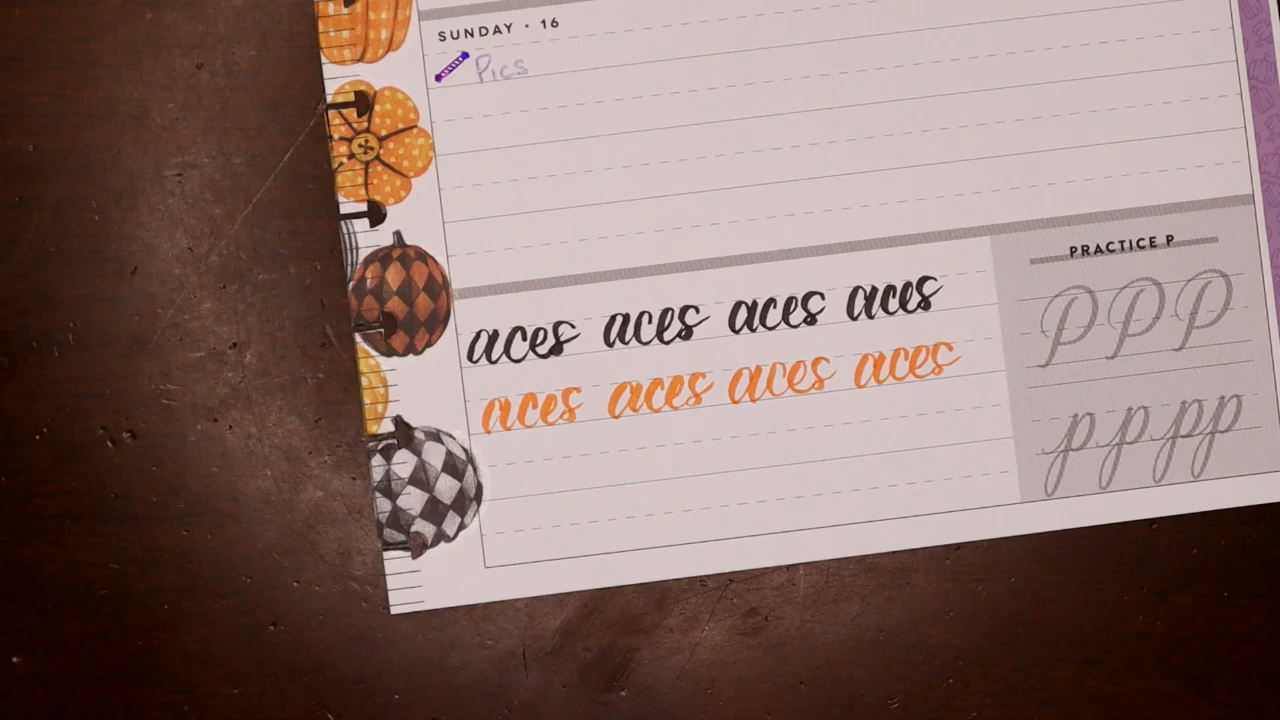 SUNDAY • 16
Pics
aces aces aces aces
aces aces aces aces
PRACTICE P
P P P
p p p p